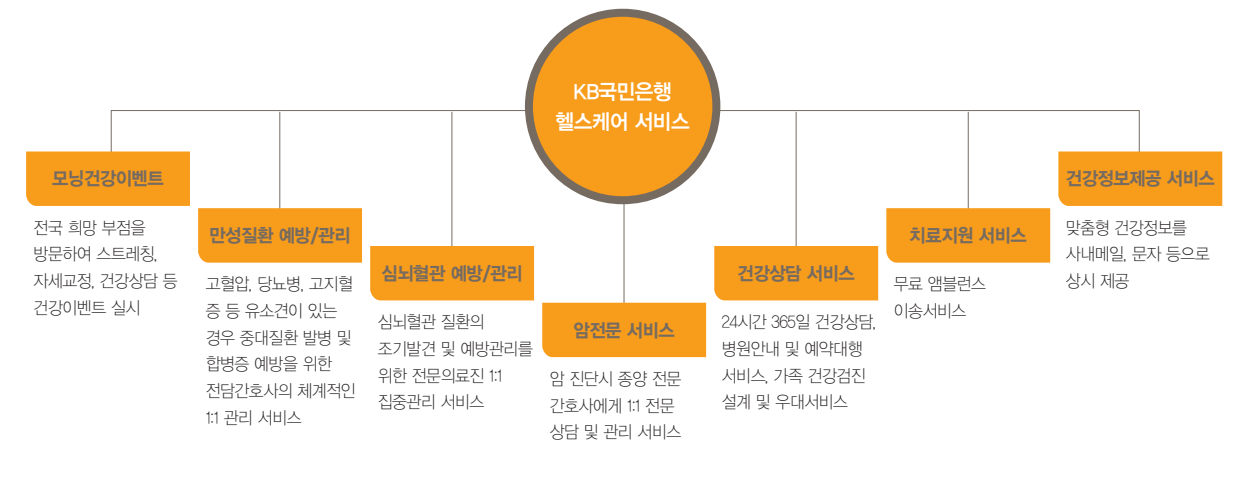 KB국민은행
헬스케어 서비스
모닝건강이벤트
전국 희망 부점을
방문하여 스트레칭,
자세교정, 건강상담 등
건강이벤트 실시
만성질환 예방/관리
고혈압, 당뇨병, 고지혈
증 등 유소견이 있는
경우 중대질환 발병 및
합병증 예방을 위한
전담간호사의 체계적인
1:1 관리 서비스
심뇌혈관 예방/관리
심뇌혈관 질환의
조기발견 및 예방관리를
위한 전문의료진 1:1
집중관리 서비스
암전문 서비스
암 진단시 종양 전문
간호사에게 1:1 전문
상담 및 관리 서비스
건강상담 서비스
24시간 365일 건강상담,
병원안내 및 예약대행
서비스, 가족 건강검진
설계 및 우대서비스
치료지원 서비스
무료 앰블런스
이송서비스
건강정보제공 서비스
맞춤형 건강정보를
사내메일, 문자 등으로
상시 제공